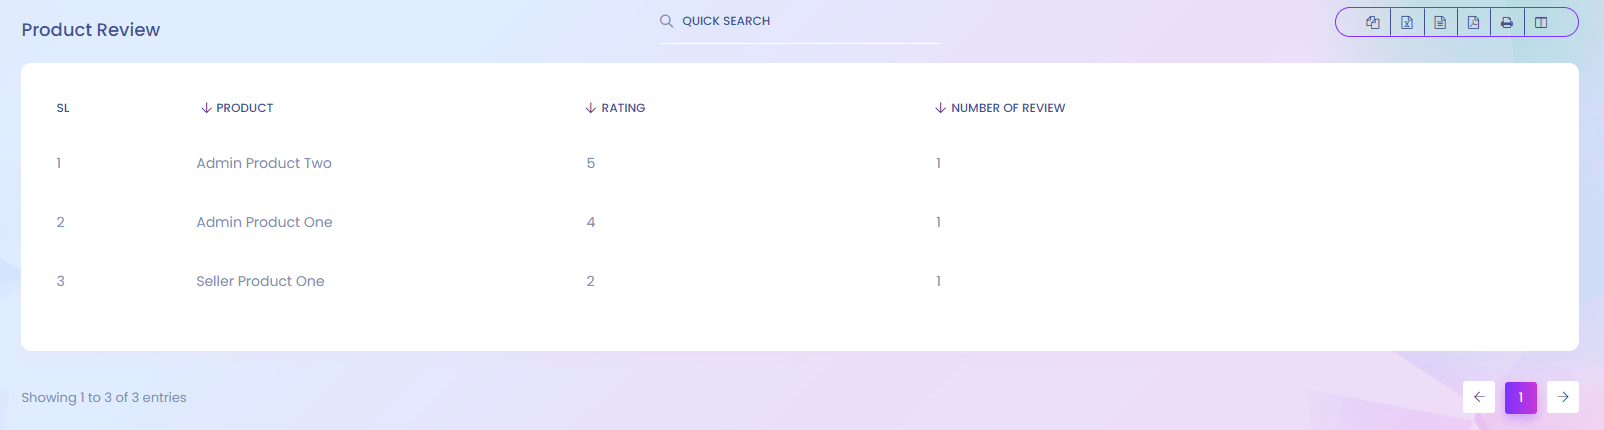 Product Review
QUICK SEARCH
SL PRODUCT RATING NUMBER OF REVIEW
1 Admin Product Two 5 1
2 Admin Product One 4 1
3 Seller Product One 2 1
Showing 1 to 3 of 3 entries
1